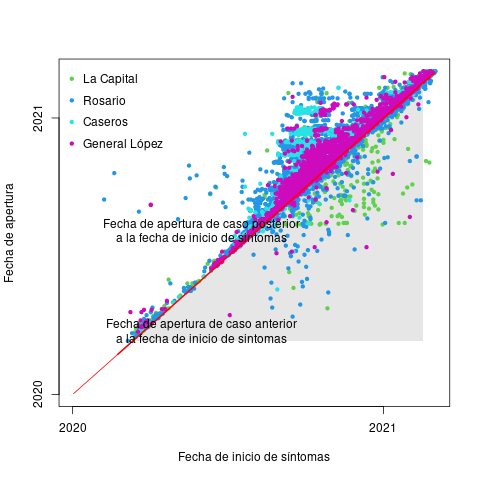 La Capital
Rosario
Caseros
General López
Fecha de apertura de caso posterior
a la fecha de inicio de síntomas
Fecha de apertura de caso anterior
a la fecha de inicio de síntomas
2021
2020
Fecha de apertura
2020
2021
Fecha de inicio de síntomas